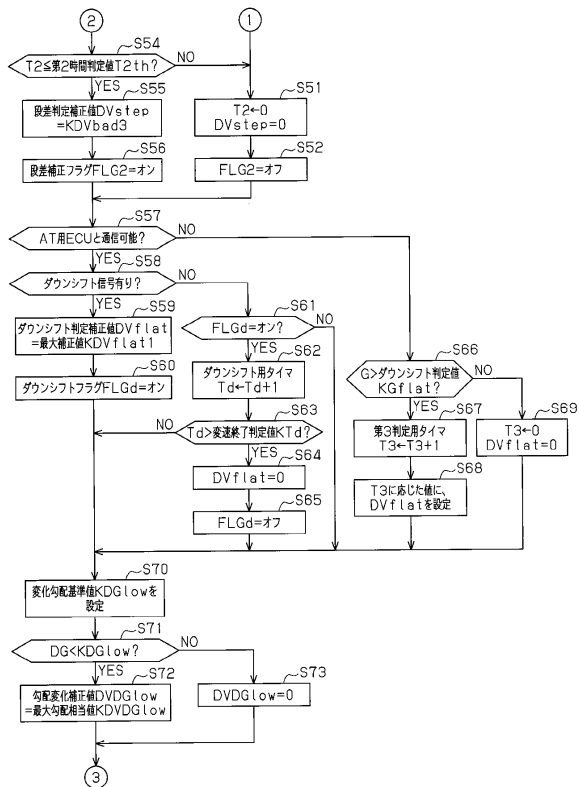 ②
①
S54
T2≦第2時間判定値T2th?
NO
YES
S55
段差判定補正値DVstep
=KDVbad3
S51
T2←0
DVstep=0
S56
段差補正フラグFLG2=オン
S52
FLG2=オフ
S57
AT用ECUと通信可能?
NO
YES
S58
ダウンシフト信号有り?
NO
YES
S59
ダウンシフト判定補正値DVflat
=最大補正値KDVflat1
S60
ダウンシフトフラグFLGd=オン
S61
FLGd=オン?
NO
YES
S62
ダウンシフト用タイマ
Td←Td+1
S63
NO
Td>変速終了判定値KTd?
YES
S64
DVflat=0
S65
FLGd=オフ
S66
G>ダウンシフト判定値
KGflat?
NO
YES
S67
第3判定用タイマ
T3←T3+1
S68
T3に応じた値に、
DVflatを設定
S69
T3←0
DVflat=0
S70
変化勾配基準値KDGlowを
設定
S71
DG<KDGlow?
NO
YES
S72
勾配変化補正値DVDGlow
=最大勾配相当値KDVDGlow
S73
DVDGlow=0
③